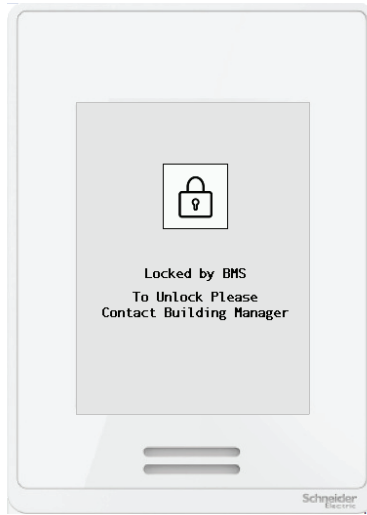 Locked by BMS
To Unlock Please
Contact Building Manager
Schneider
Electric